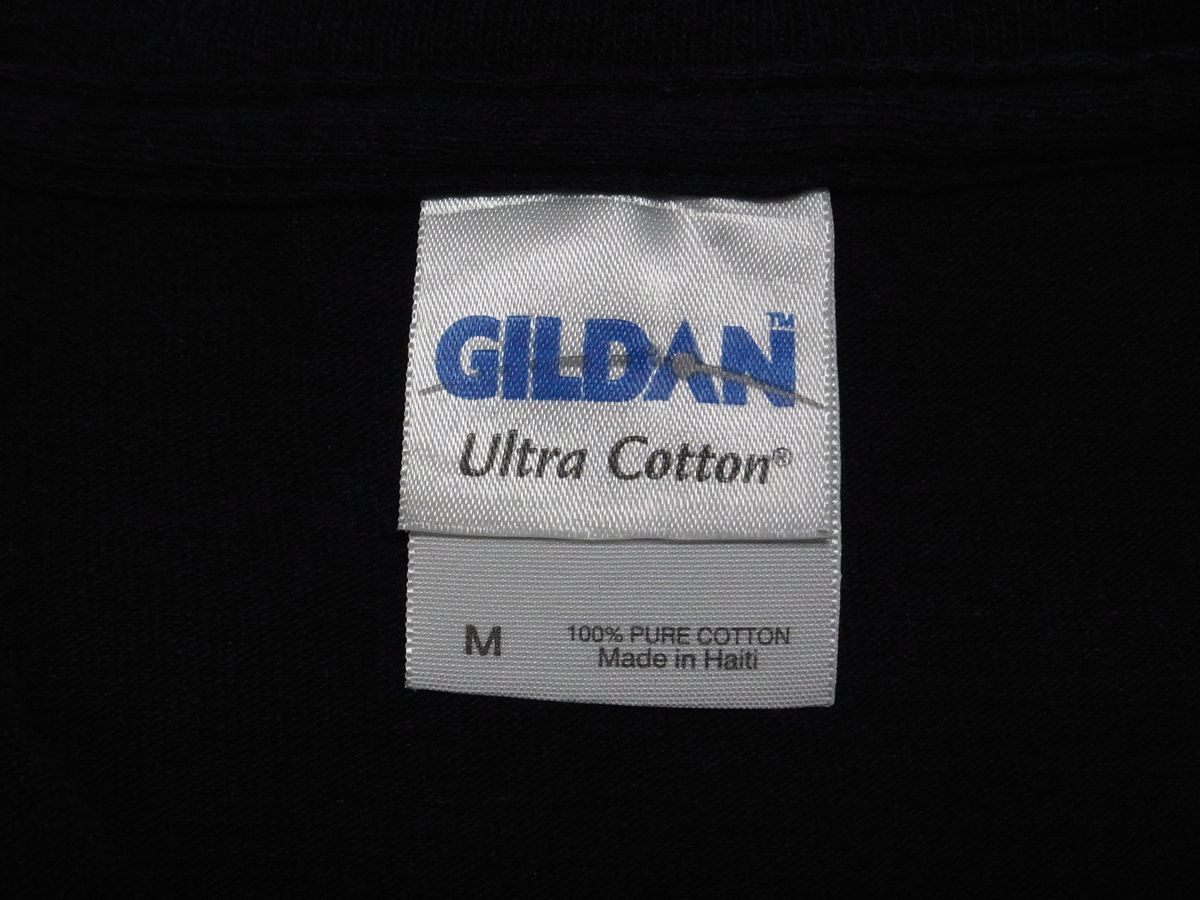 GILDAN™
Ultra Cotton®
M 100% PURE COTTON
Made in Haiti